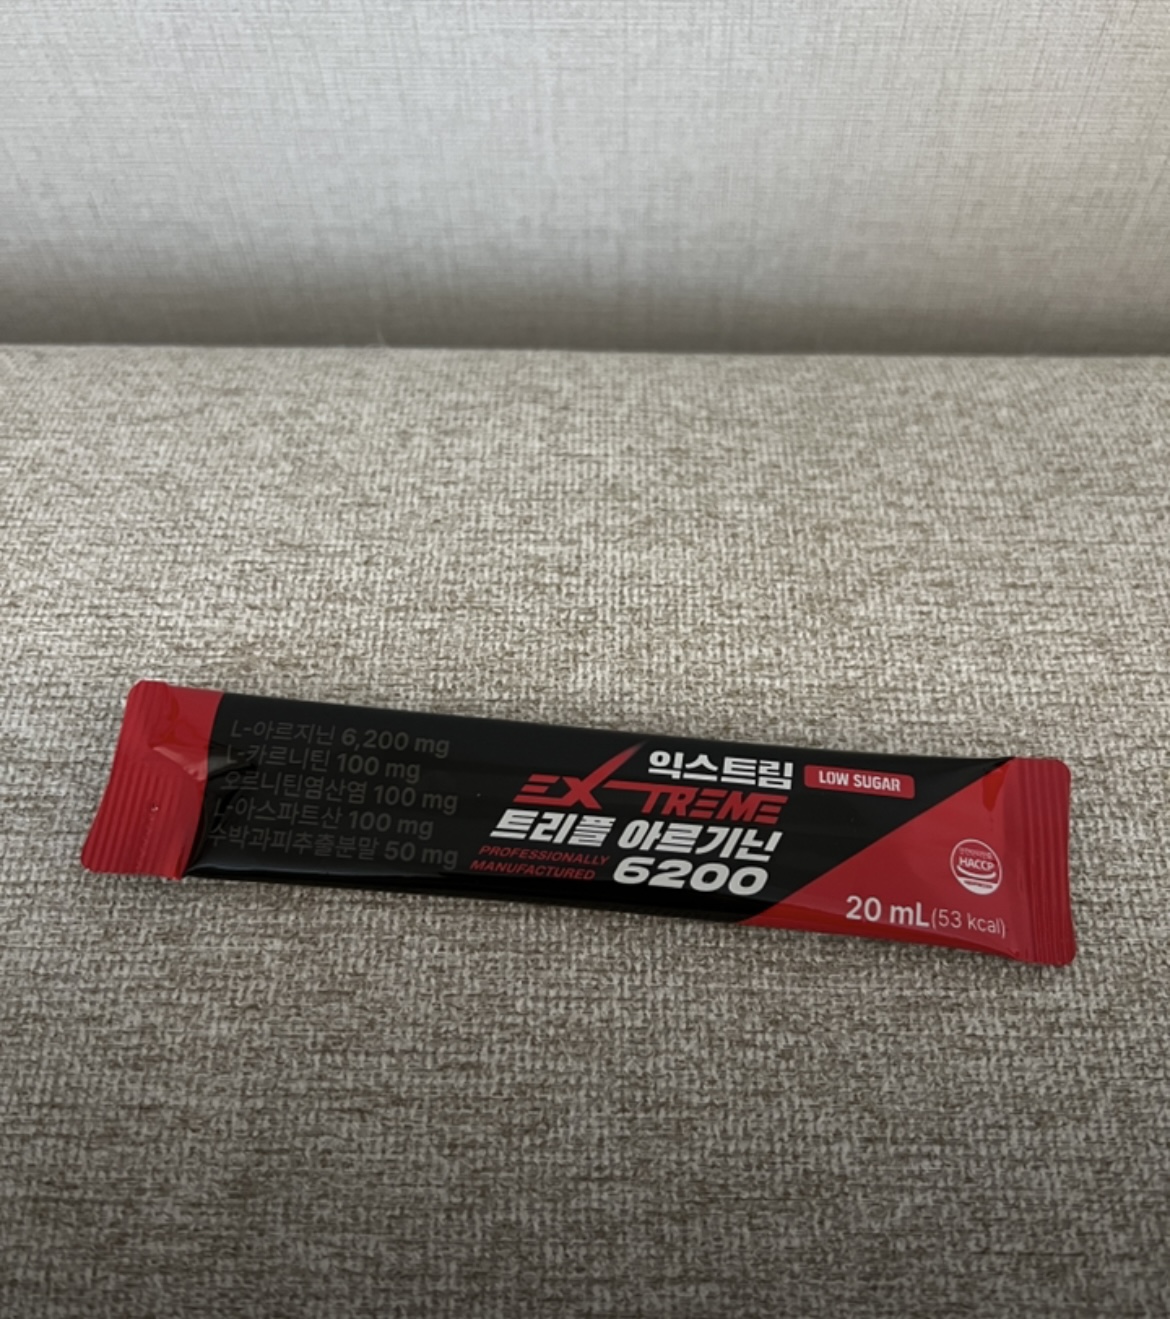 L-아르지닌 6,200 mg
L-카르니틴 100 mg
오르니틴염산염 100 mg
L-아스파트산 100 mg
수박과피추출분말 50 mg
익스트림
LOW SUGAR
EXTREME
트리플 아르기닌
PROFESSIONALLY
MANUFACTURED
6200
HACCP
20 mL(53 kcal)